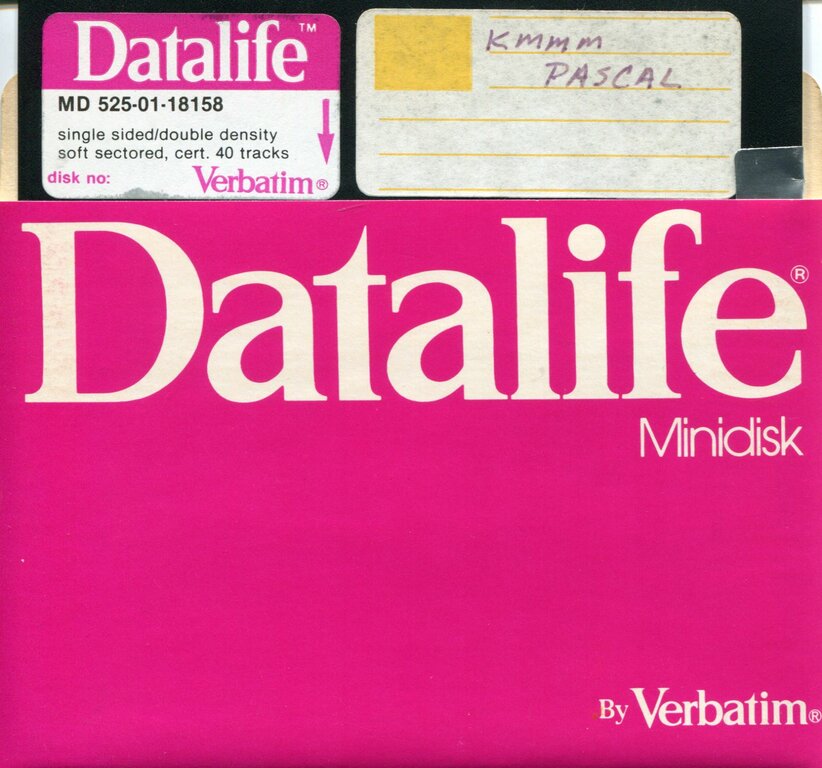 Datalife™
MD 525-01-18158
single sided/double density
soft sectored, cert. 40 tracks
disk no:
Verbatim®
KMMM
PASCAL
Datalife®
Minidisk
By Verbatim®